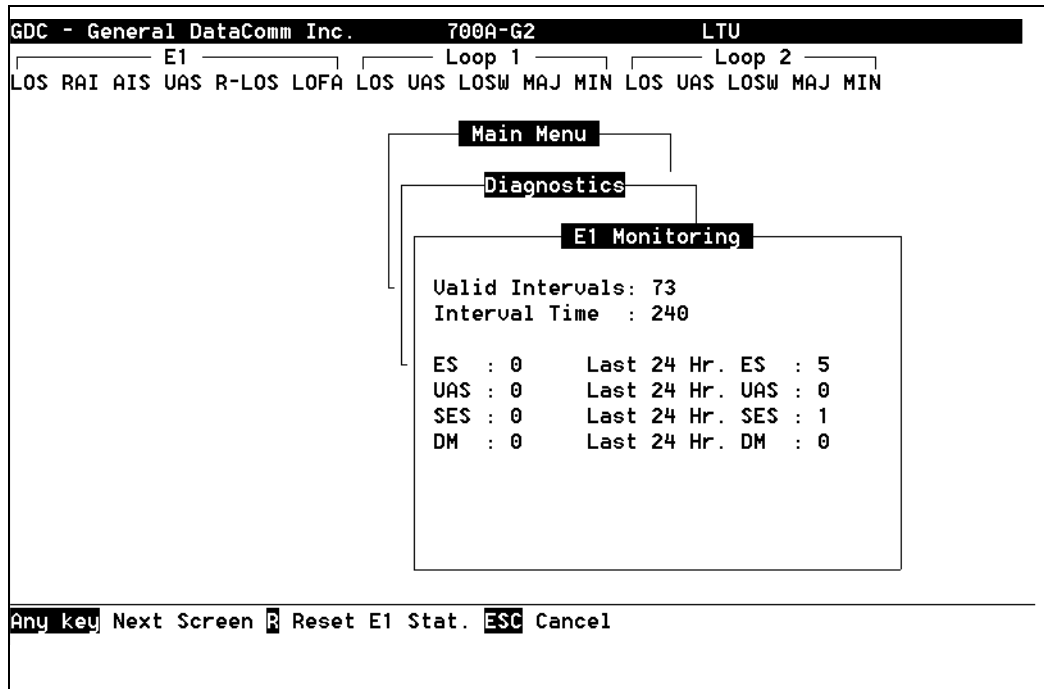 GDC - General DataComm Inc. 700A-G2 LTU
E1 Loop 1 Loop 2
LOS RAI AIS UAS R-LOS LOFA LOS UAS LOSW MAJ MIN LOS UAS LOSW MAJ MIN
Main Menu
Diagnostics
E1 Monitoring
Valid Intervals: 73
Interval Time : 240
ES : 0 Last 24 Hr. ES : 5
UAS : 0 Last 24 Hr. UAS : 0
SES : 0 Last 24 Hr. SES : 1
DM : 0 Last 24 Hr. DM : 0
Any key Next Screen R Reset E1 Stat. ESC Cancel